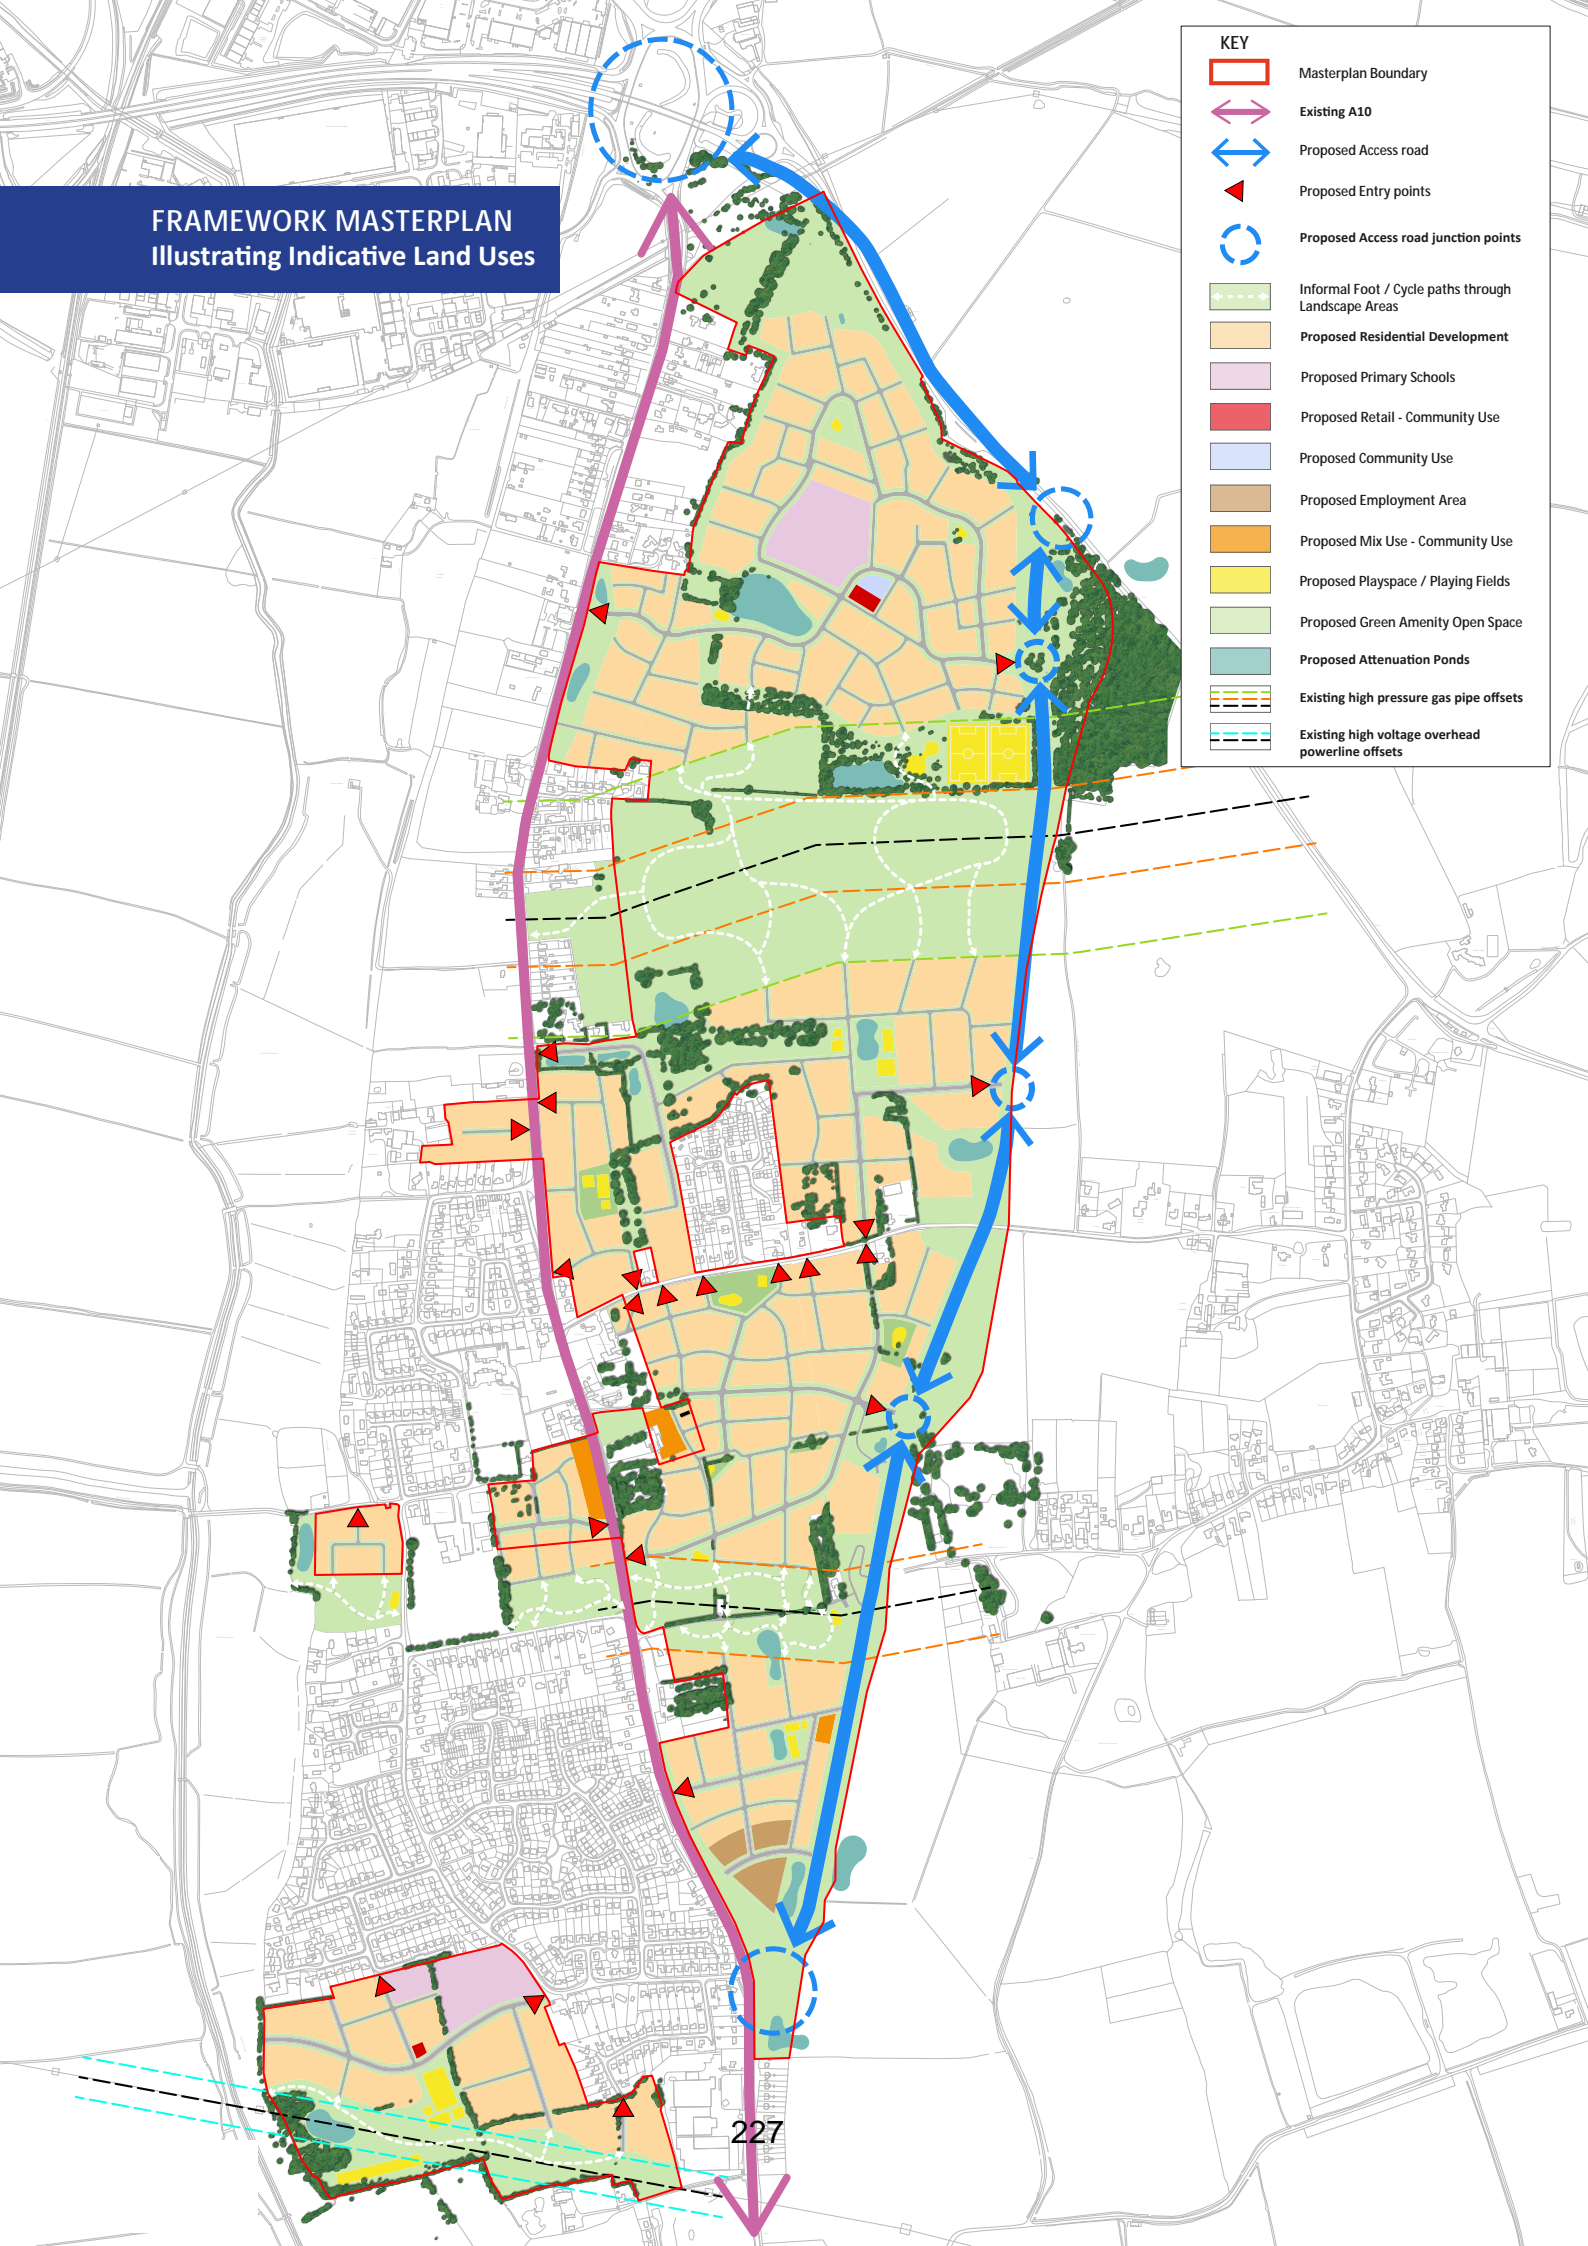 FRAMEWORK MASTERPLAN
Illustrating Indicative Land Uses
KEY
Masterplan Boundary
Existing A10
Proposed Access road
Proposed Entry points
Proposed Access road junction points
Informal Foot / Cycle paths through
Landscape Areas
Proposed Residential Development
Proposed Primary Schools
Proposed Retail - Community Use
Proposed Community Use
Proposed Employment Area
Proposed Mix Use - Community Use
Proposed Playspace / Playing Fields
Proposed Green Amenity Open Space
Proposed Attenuation Ponds
Existing high pressure gas pipe offsets
Existing high voltage overhead
powerline offsets
227